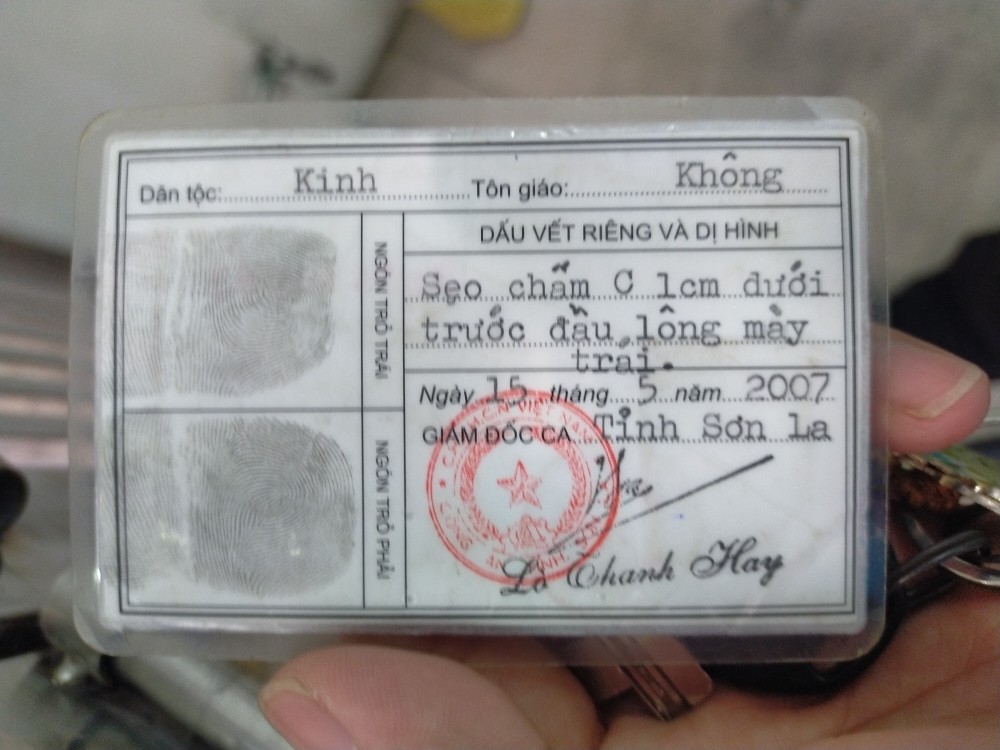 Dân tộc: Kinh Tôn giáo: Không
NGÓN TRỎ TRÁI
DẤU VẾT RIÊNG VÀ DỊ HÌNH
Sẹo chấm C 1cm dưới
trước đầu lông mày
trái.
NGÓN TRỎ PHẢI
Ngày 15 tháng 5 năm 2007
GIÁM ĐỐC CA Tỉnh Sơn La
Lò Thanh Hay